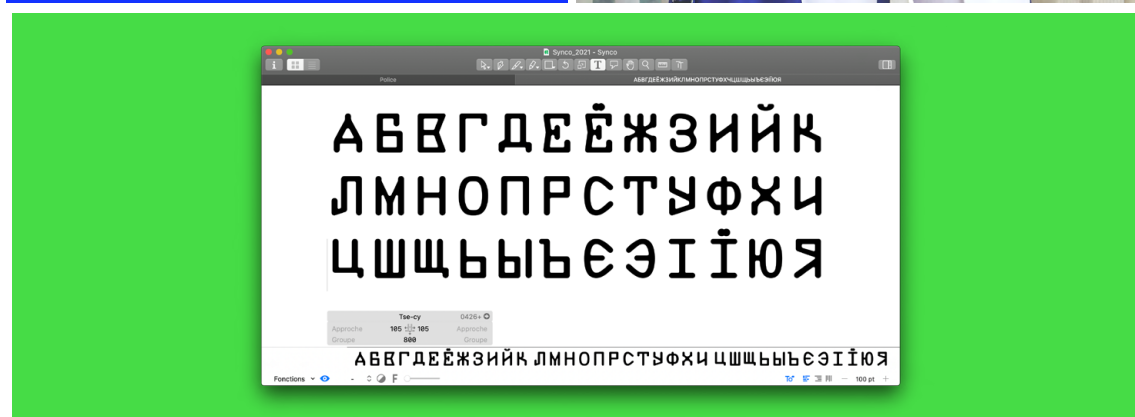 Synco_2021 – Synco
Police
АБВГДЕЁЖЗИЙКЛМНОПРСТУФХЧЦШЩЬЫЪЄЭІЇЮЯ
АБВГДЕЁЖЗИЙК
ЛМНОПРСТУФХЧ
ЦШЩЬЫЪЄЭІЇЮЯ
Tse-cy 0426+
Approche 105 105 Approche
Groupe 800 Groupe
АБВГДЕЁЖЗИЙК ЛМНОПРСТУФХЧ ЦШЩЬЫЪЄЭІЇЮЯ
Fonctions - F 100 pt